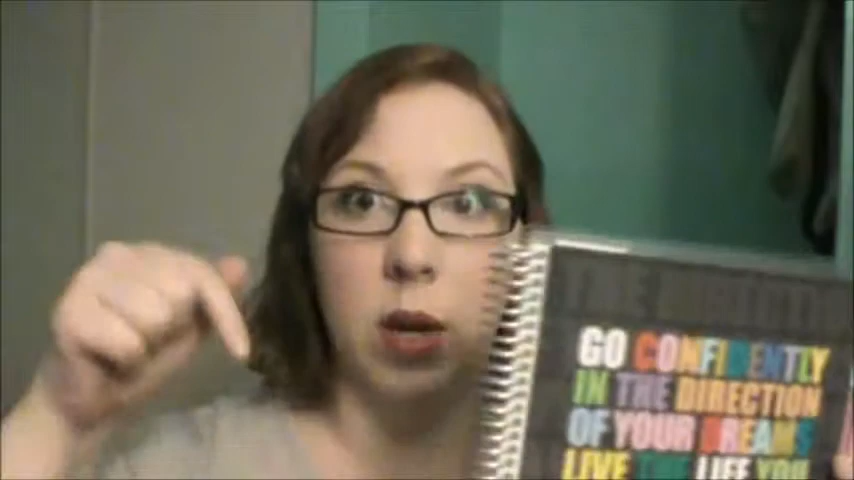 GO CONFIDENTLY
IN THE DIRECTION
OF YOUR DREAMS
LIVE THE LIFE YOU